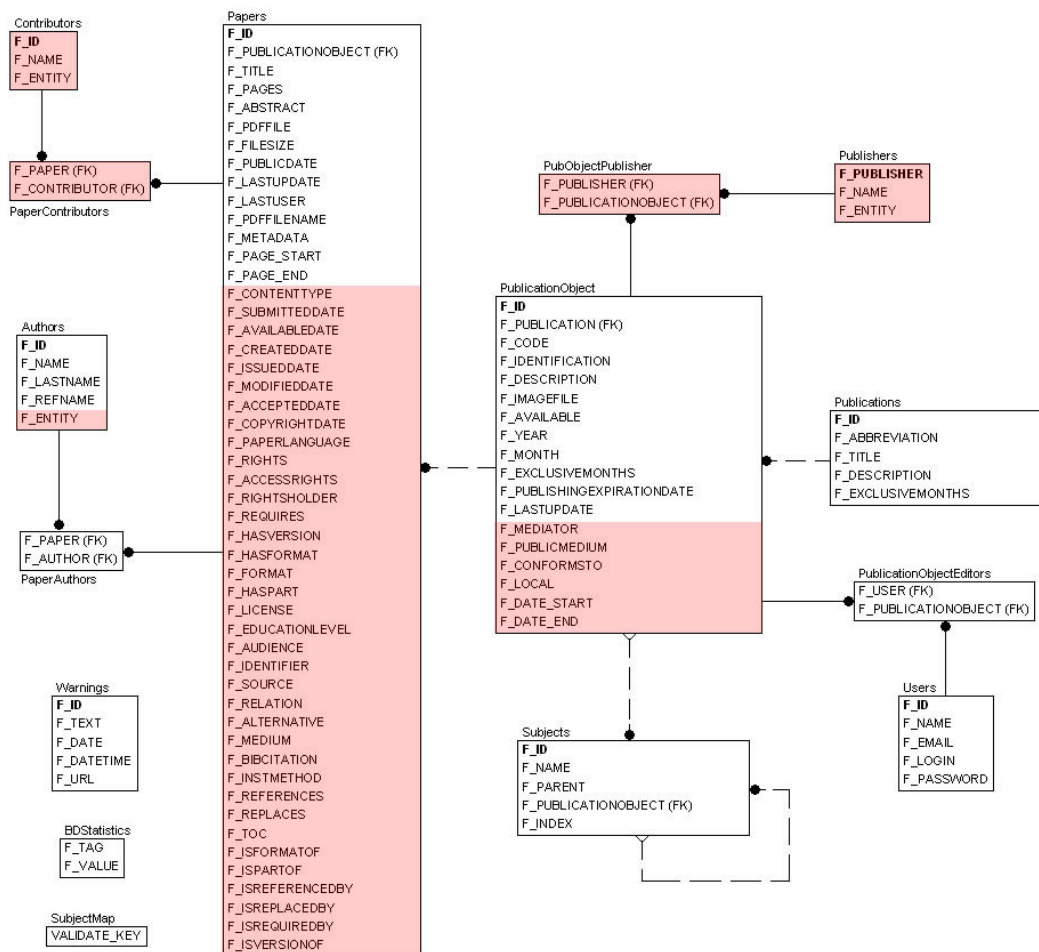 Contributors
F_ID
F_NAME
F_ENTITY
F_PAPER (FK)
F_CONTRIBUTOR (FK)
PaperContributors
Authors
F_ID
F_NAME
F_LASTNAME
F_REFNAME
F_ENTITY
F_PAPER (FK)
F_AUTHOR (FK)
PaperAuthors
Warnings
F_ID
F_TEXT
F_DATE
F_DATETIME
F_URL
BDStatistics
F_TAG
F_VALUE
SubjectMap
VALIDATE_KEY
Papers
F_ID
F_PUBLICATIONOBJECT (FK)
F_TITLE
F_PAGES
F_ABSTRACT
F_PDFFILE
F_FILESIZE
F_PUBLICDATE
F_LASTUPDATE
F_LASTUSER
F_PDFFILENAME
F_METADATA
F_PAGE_START
F_PAGE_END
F_CONTENTTYPE
F_SUBMITTEDDATE
F_AVAILABLEDATE
F_CREATEDDATE
F_ISSUEDDATE
F_MODIFIEDDATE
F_ACCEPTEDDATE
F_COPYRIGHTDATE
F_PAPERLANGUAGE
F_RIGHTS
F_ACCESSRIGHTS
F_RIGHTSHOLDER
F_REQUIRES
F_HASVERSION
F_HASFORMAT
F_FORMAT
F_HASPART
F_LICENSE
F_EDUCATIONLEVEL
F_AUDIENCE
F_IDENTIFIER
F_SOURCE
F_RELATION
F_ALTERNATIVE
F_MEDIUM
F_BIBCITATION
F_INSTMETHOD
F_REFERENCES
F_REPLACES
F_TOC
F_ISFORMATOF
F_ISPARTOF
F_ISREFERENCEDBY
F_ISREPLACEDBY
F_ISREQUIREDBY
F_ISVERSIONOF
PubObjectPublisher
F_PUBLISHER (FK)
F_PUBLICATIONOBJECT (FK)
Publishers
F_PUBLISHER
F_NAME
F_ENTITY
PublicationObject
F_ID
F_PUBLICATION (FK)
F_CODE
F_IDENTIFICATION
F_DESCRIPTION
F_IMAGEFILE
F_AVAILABLE
F_YEAR
F_MONTH
F_EXCLUSIVEMONTHS
F_PUBLISHINGEXPIRATIONDATE
F_LASTUPDATE
F_MEDIATOR
F_PUBLICMEDIUM
F_CONFORMSTO
F_LOCAL
F_DATE_START
F_DATE_END
Publications
F_ID
F_ABBREVIATION
F_TITLE
F_DESCRIPTION
F_EXCLUSIVEMONTHS
PublicationObjectEditors
F_USER (FK)
F_PUBLICATIONOBJECT (FK)
Users
F_ID
F_NAME
F_EMAIL
F_LOGIN
F_PASSWORD
Subjects
F_ID
F_NAME
F_PARENT
F_PUBLICATIONOBJECT (FK)
F_INDEX